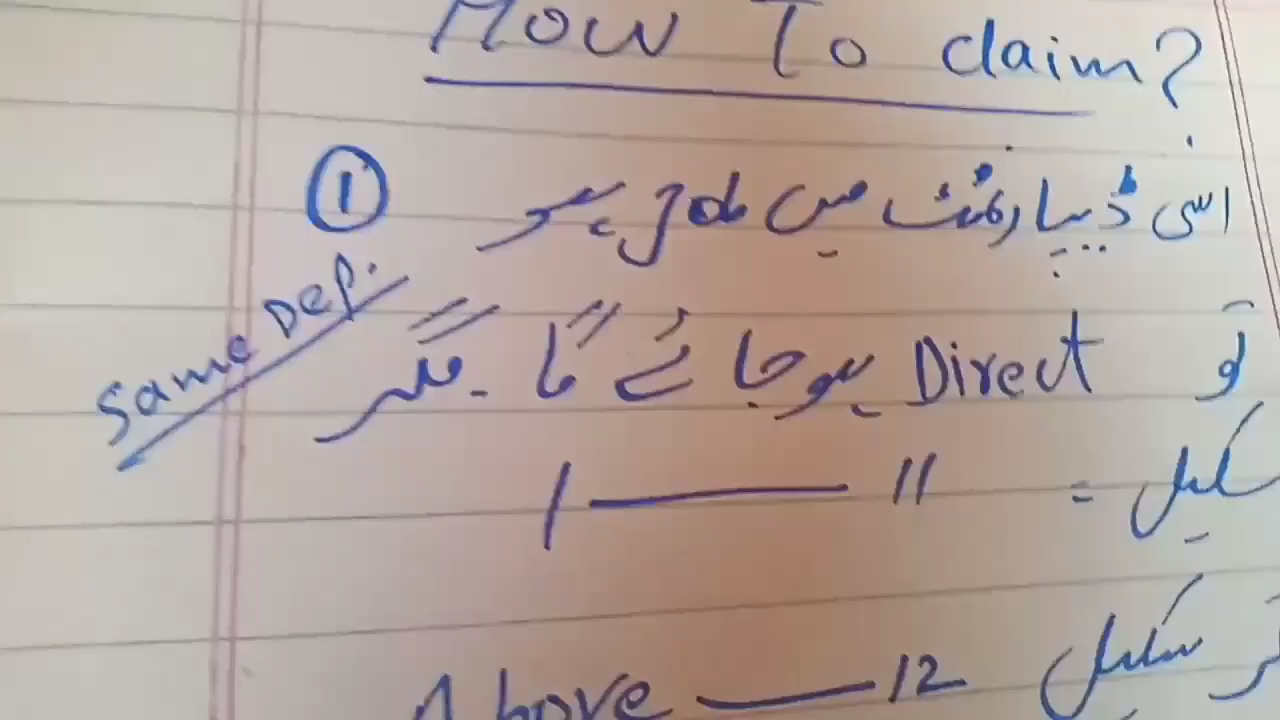 How To claim?
① اسی ڈیپارمنٹ میں Job ہو
Same Dep.
تو Direct ہو جائے گا ۔ مگر
سکیل = 11 — 1
سکیل 12 — Above